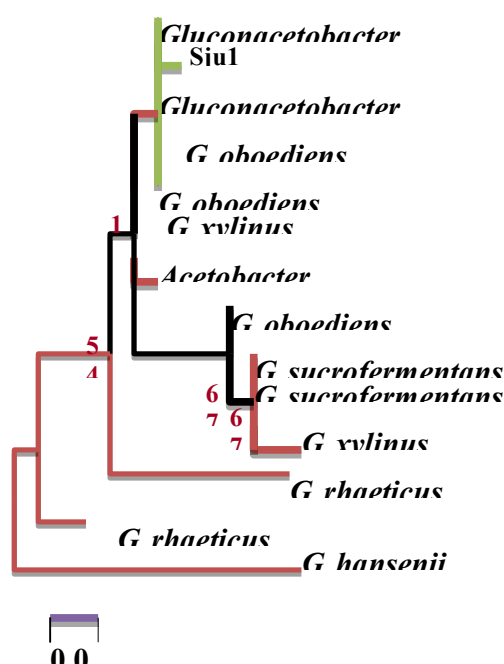 Gluconacetobacter
Sju1
Gluconacetobacter
G oboediens
G oboediens
G xylinus
1
Acetobacter
G oboediens
5
4
G sucrofermentans
G sucrofermentans
6
7
6
7
G xylinus
G rhaeticus
G rhaeticus
G hansenii
0.0